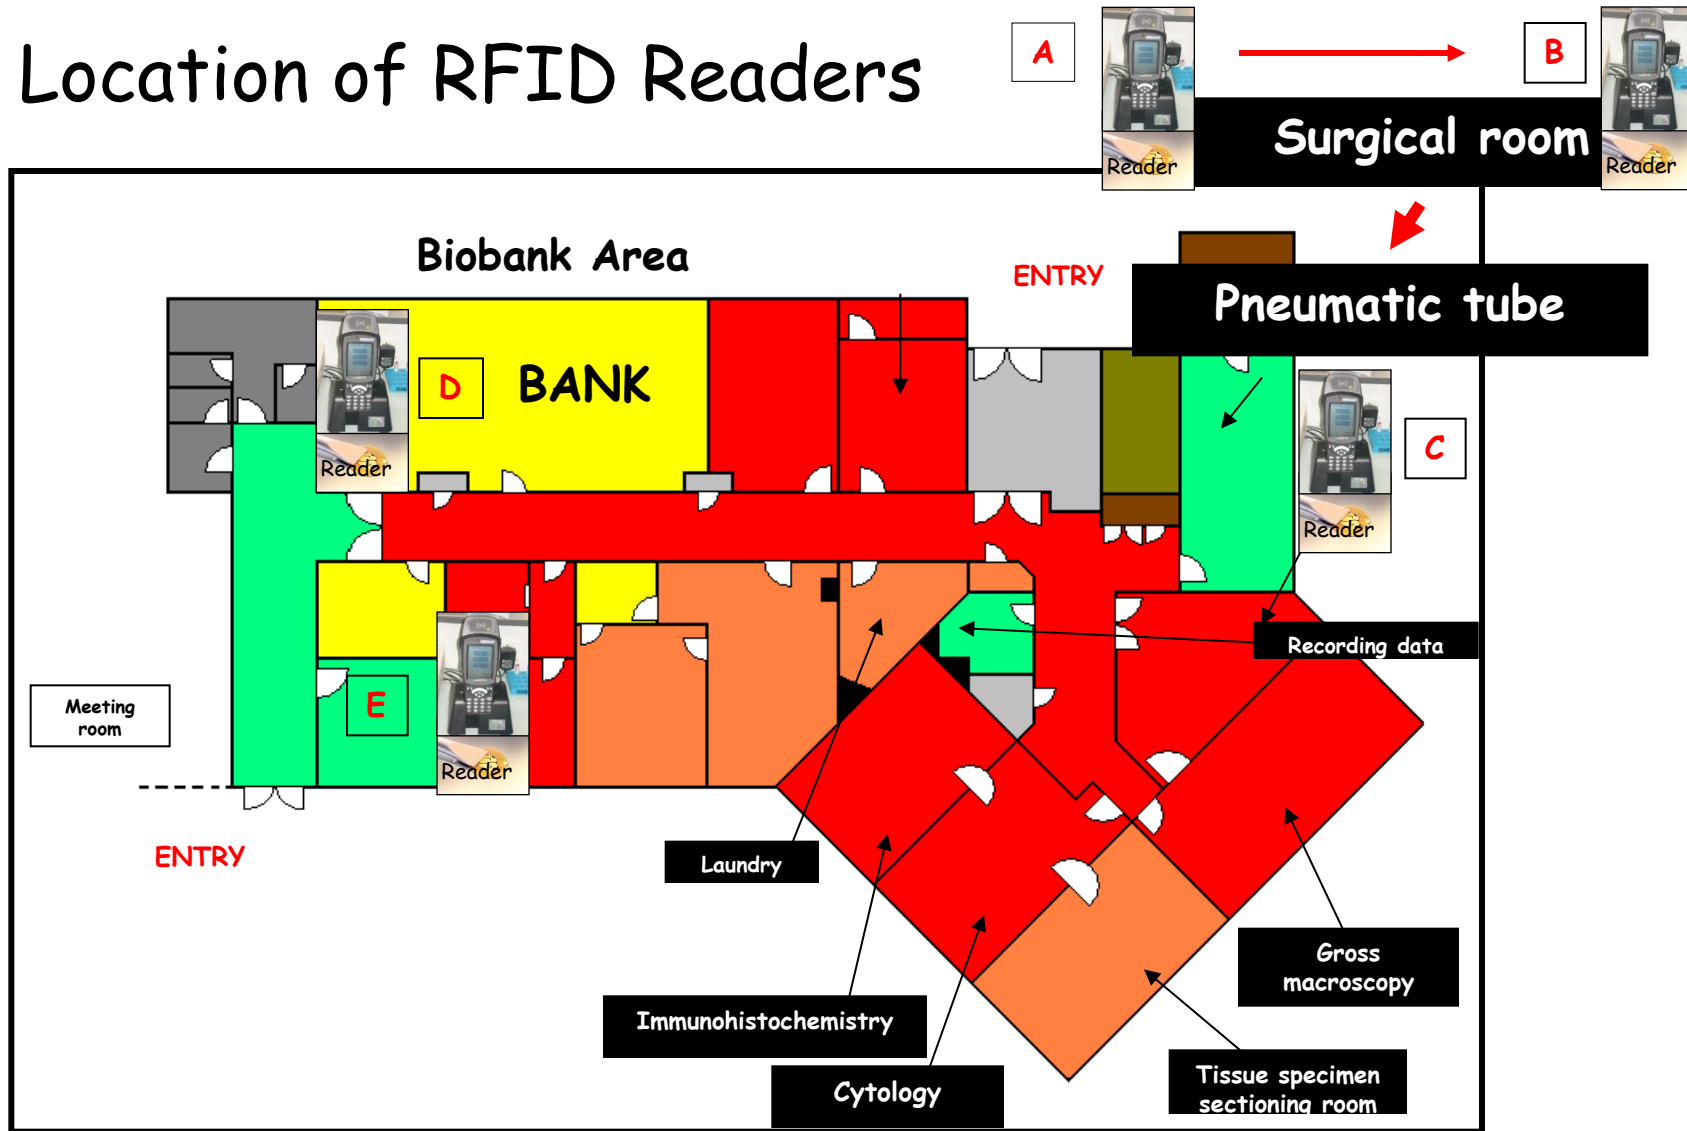 Location of RFID Readers
A
B
Surgical room
Reader
Reader
Biobank Area
ENTRY
Pneumatic tube
D
BANK
C
Reader
Reader
Recording data
E
Meeting
room
Reader
ENTRY
Laundry
Gross
macroscopy
Immunohistochemistry
Cytology
Tissue specimen
sectioning room